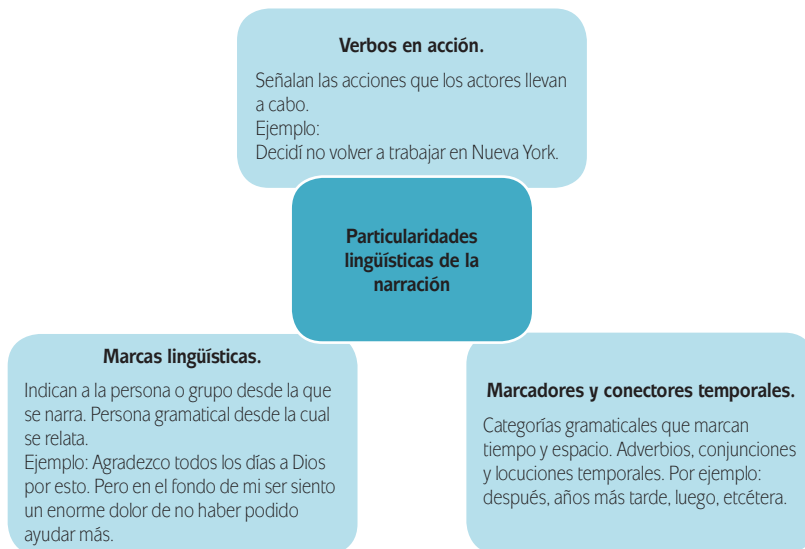 Verbos en acción.
Señalan las acciones que los actores llevan
a cabo.
Ejemplo:
Decidí no volver a trabajar en Nueva York.
Particularidades
lingüísticas de la
narración
Marcas lingüísticas.
Indican a la persona o grupo desde la que
se narra. Persona gramatical desde la cual
se relata.
Ejemplo: Agradezco todos los días a Dios
por esto. Pero en el fondo de mi ser siento
un enorme dolor de no haber podido
ayudar más.
Marcadores y conectores temporales.
Categorías gramaticales que marcan
tiempo y espacio. Adverbios, conjunciones
y locuciones temporales. Por ejemplo:
después, años más tarde, luego, etcétera.